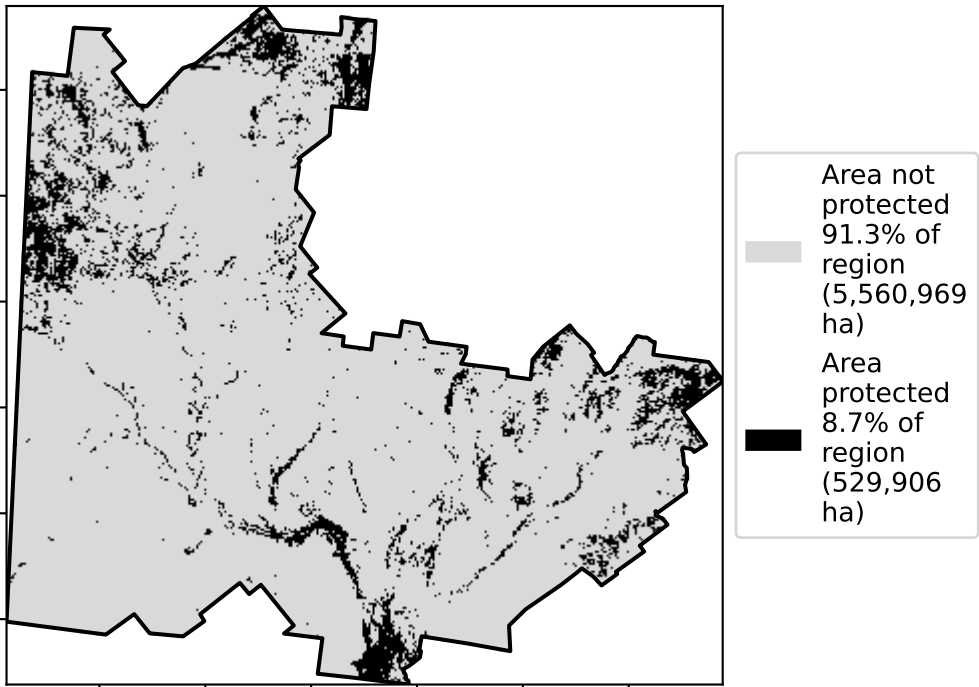 Area not
protected
91.3% of
region
(5,560,969
ha)
Area
protected
8.7% of
region
(529,906
ha)